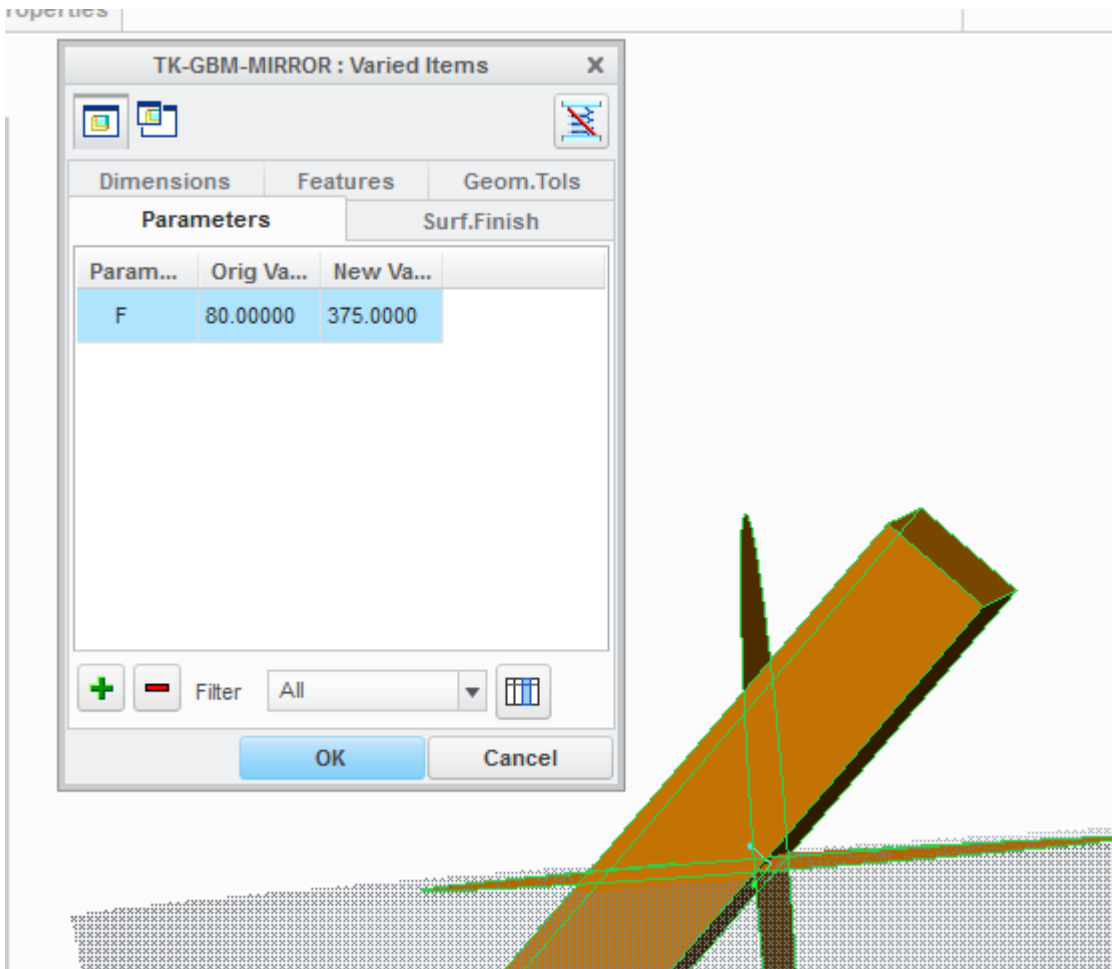 roperties
TK-GBM-MIRROR : Varied Items
Dimensions Features Geom.Tols
Parameters Surf.Finish
Param... Orig Va... New Va...
F 80.00000 375.0000
Filter All
OK Cancel